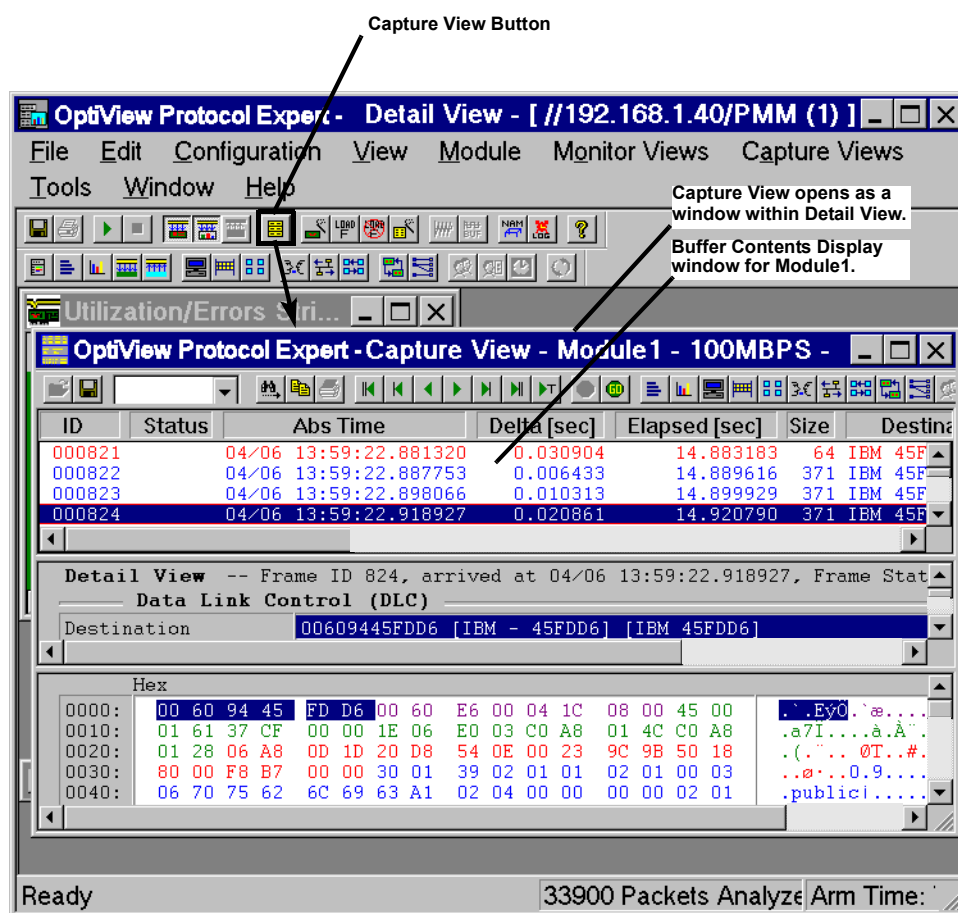 Capture View Button
OptiView Protocol Expert - Detail View - [ //192.168.1.40/PMM (1) ]
File Edit Configuration View Module Monitor Views Capture Views
Tools Window Help
Capture View opens as a
window within Detail View.
Buffer Contents Display
window for Module1.
LOAD
F
NAM
LOG
BUF
?
Utilization/Errors Stri...
OptiView Protocol Expert - Capture View - Module1 - 100MBPS -
T
GO
ID Status Abs Time Delta [sec] Elapsed [sec] Size Destina
000821 04/06 13:59:22.881320 0.030904 14.883183 64 IBM 45F
000822 04/06 13:59:22.887753 0.006433 14.889616 371 IBM 45F
000823 04/06 13:59:22.898066 0.010313 14.899929 371 IBM 45F
000824 04/06 13:59:22.918927 0.020861 14.920790 371 IBM 45F
Detail View -- Frame ID 824, arrived at 04/06 13:59:22.918927, Frame Stat
Data Link Control (DLC)
Destination 00609445FDD6 [IBM - 45FDD6] [IBM 45FDD6]
Hex
0000: 00 60 94 45 FD D6 00 60 E6 00 04 1C 08 00 45 00 .`.EýÖ.`æ....
0010: 01 61 37 CF 00 00 1E 06 E0 03 C0 A8 01 4C C0 A8 .a7Ï....à.À¨.
0020: 01 28 06 A8 0D 1D 20 D8 54 0E 00 23 9C 9B 50 18 .(.¨.. ØT..#.
0030: 80 00 F8 B7 00 00 30 01 39 02 01 01 02 01 00 03 ..ø·..0.9....
0040: 06 70 75 62 6C 69 63 A1 02 04 00 00 00 00 02 01 .public¡.....
Ready 33900 Packets Analyze Arm Time: